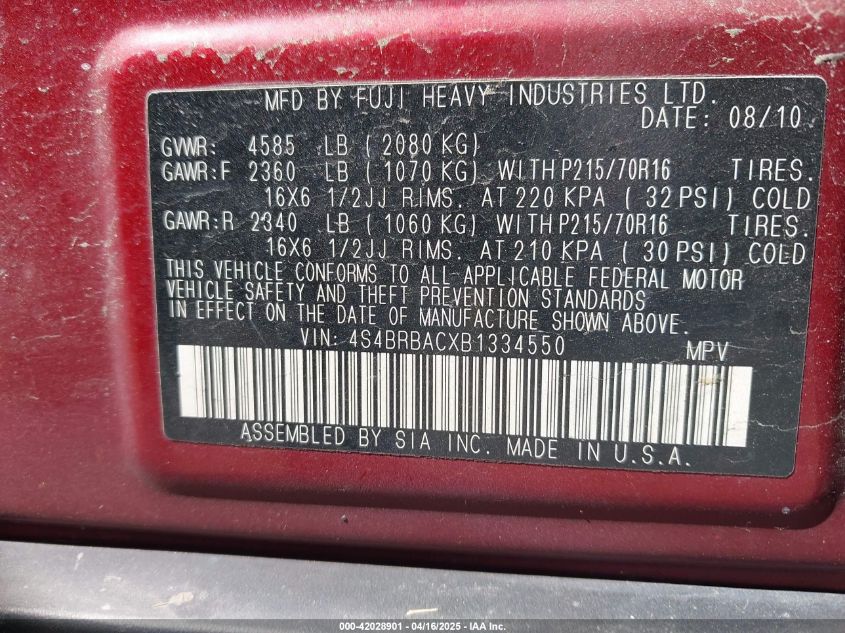 MFD BY FUJI HEAVY INDUSTRIES LTD.
DATE: 08/10
GVWR: 4585 LB ( 2080 KG)
GAWR:F 2360 LB ( 1070 KG) WITH P215/70R16 TIRES.
16X6 1/2JJ RIMS. AT 220 KPA ( 32 PSI) COLD
GAWR:R 2340 LB ( 1060 KG) WITH P215/70R16 TIRES.
16X6 1/2JJ RIMS. AT 210 KPA ( 30 PSI) COLD
THIS VEHICLE CONFORMS TO ALL APPLICABLE FEDERAL MOTOR
VEHICLE SAFETY AND THEFT PREVENTION STANDARDS
IN EFFECT ON THE DATE OF MANUFACTURE SHOWN ABOVE.
VIN: 4S4BRBACXB1334550 MPV
ASSEMBLED BY SIA INC. MADE IN U.S.A.
000-42028901 - 04/16/2025 - IAA Inc.